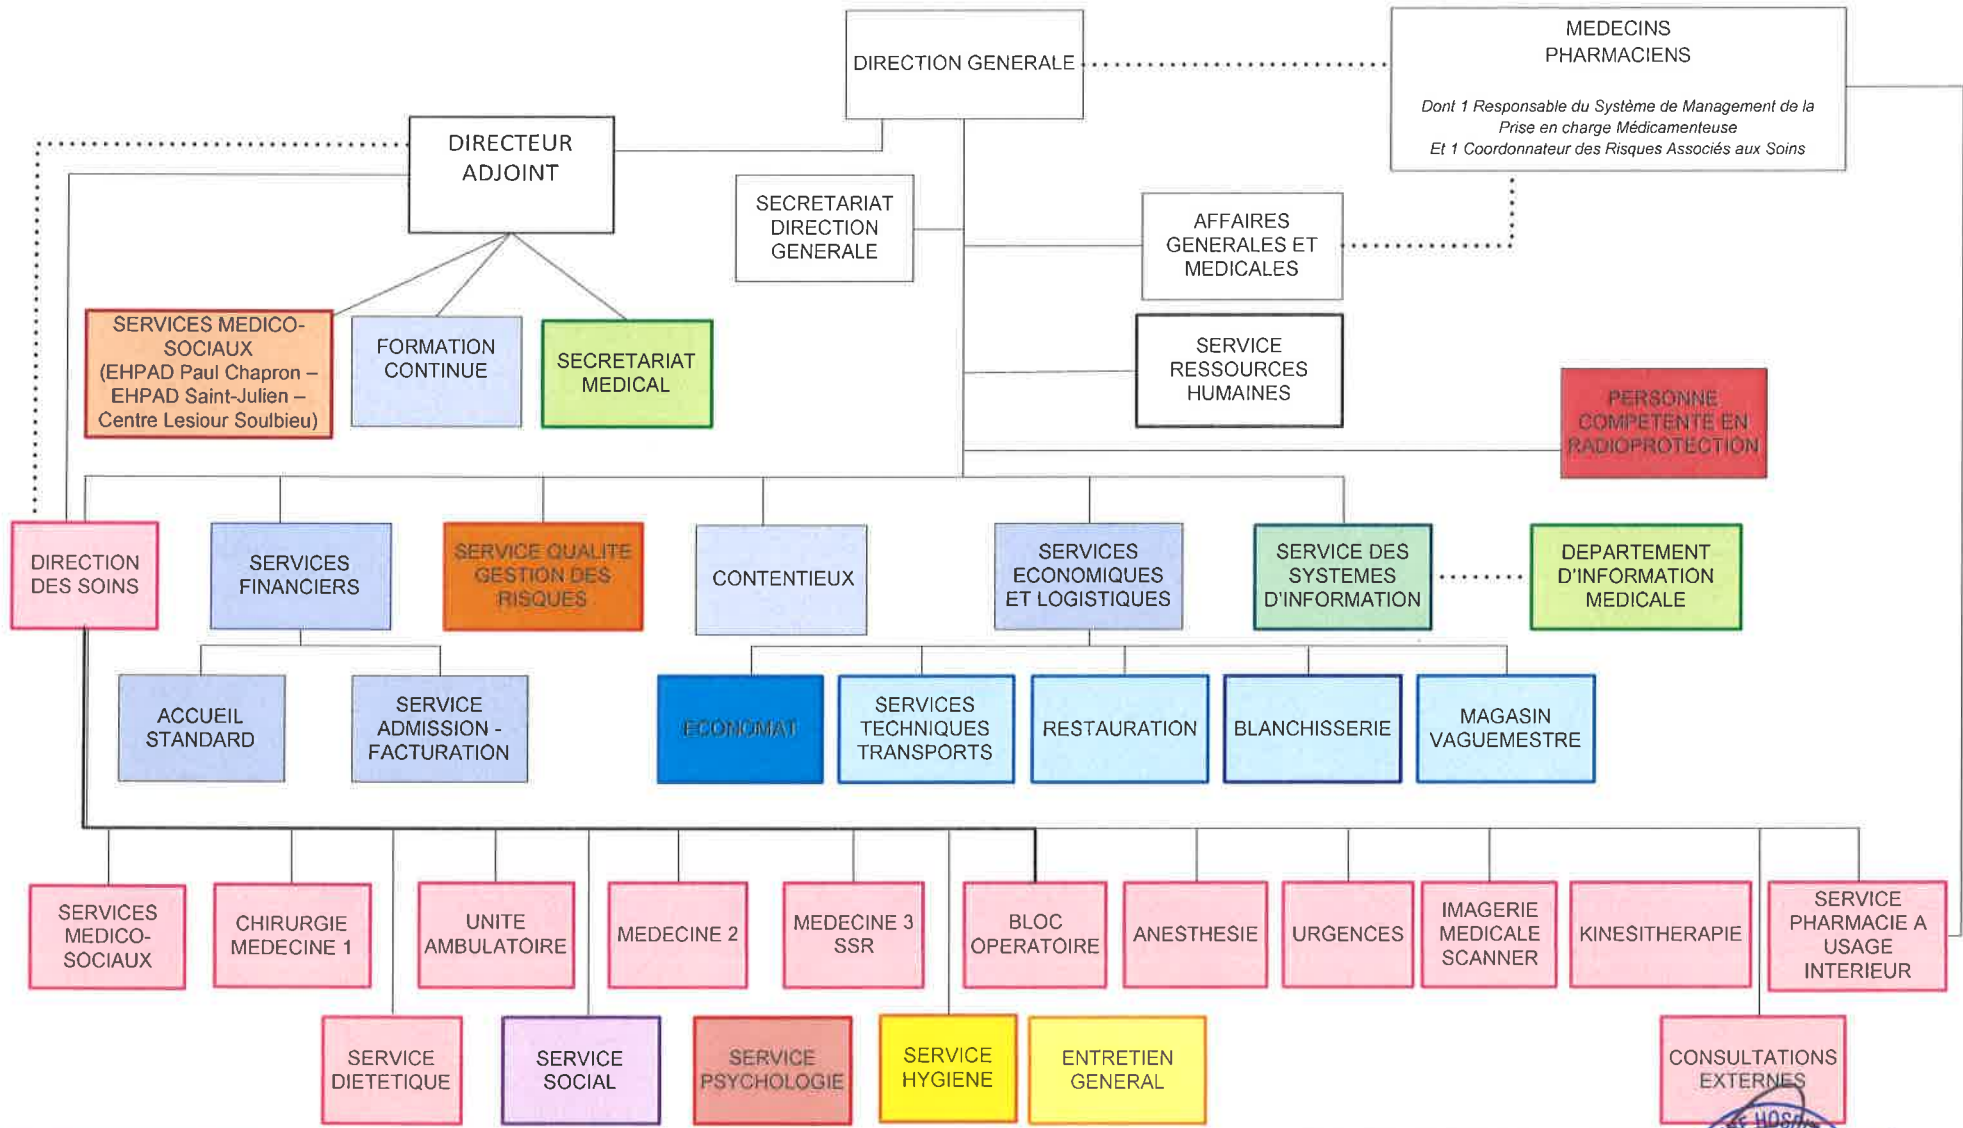 DIRECTION GENERALE
MEDECINS
PHARMACIENS
Dont 1 Responsable du Système de Management de la
Prise en charge Médicamenteuse
Et 1 Coordonnateur des Risques Associés aux Soins
DIRECTEUR
ADJOINT
SECRETARIAT
DIRECTION
GENERALE
AFFAIRES
GENERALES ET
MEDICALES
SERVICES MEDICO-
SOCIAUX
(EHPAD Paul Chapron –
EHPAD Saint-Julien –
Centre Lesiour Soulbieu)
FORMATION
CONTINUE
SECRETARIAT
MEDICAL
SERVICE
RESSOURCES
HUMAINES
PERSONNE
COMPETENTE EN
RADIOPROTECTION
DIRECTION
DES SOINS
SERVICES
FINANCIERS
SERVICE QUALITE
GESTION DES
RISQUES
CONTENTIEUX
SERVICES
ECONOMIQUES
ET LOGISTIQUES
SERVICE DES
SYSTEMES
D'INFORMATION
DEPARTEMENT
D'INFORMATION
MEDICALE
ACCUEIL
STANDARD
SERVICE
ADMISSION -
FACTURATION
ECONOMAT
SERVICES
TECHNIQUES
TRANSPORTS
RESTAURATION
BLANCHISSERIE
MAGASIN
VAGUEMESTRE
SERVICES
MEDICO-
SOCIAUX
CHIRURGIE
MEDECINE 1
UNITE
AMBULATOIRE
MEDECINE 2
MEDECINE 3
SSR
BLOC
OPERATOIRE
ANESTHESIE
URGENCES
IMAGERIE
MEDICALE
SCANNER
KINESITHERAPIE
SERVICE
PHARMACIE A
USAGE
INTERIEUR
SERVICE
DIETETIQUE
SERVICE
SOCIAL
SERVICE
PSYCHOLOGIE
SERVICE
HYGIENE
ENTRETIEN
GENERAL
CONSULTATIONS
EXTERNES